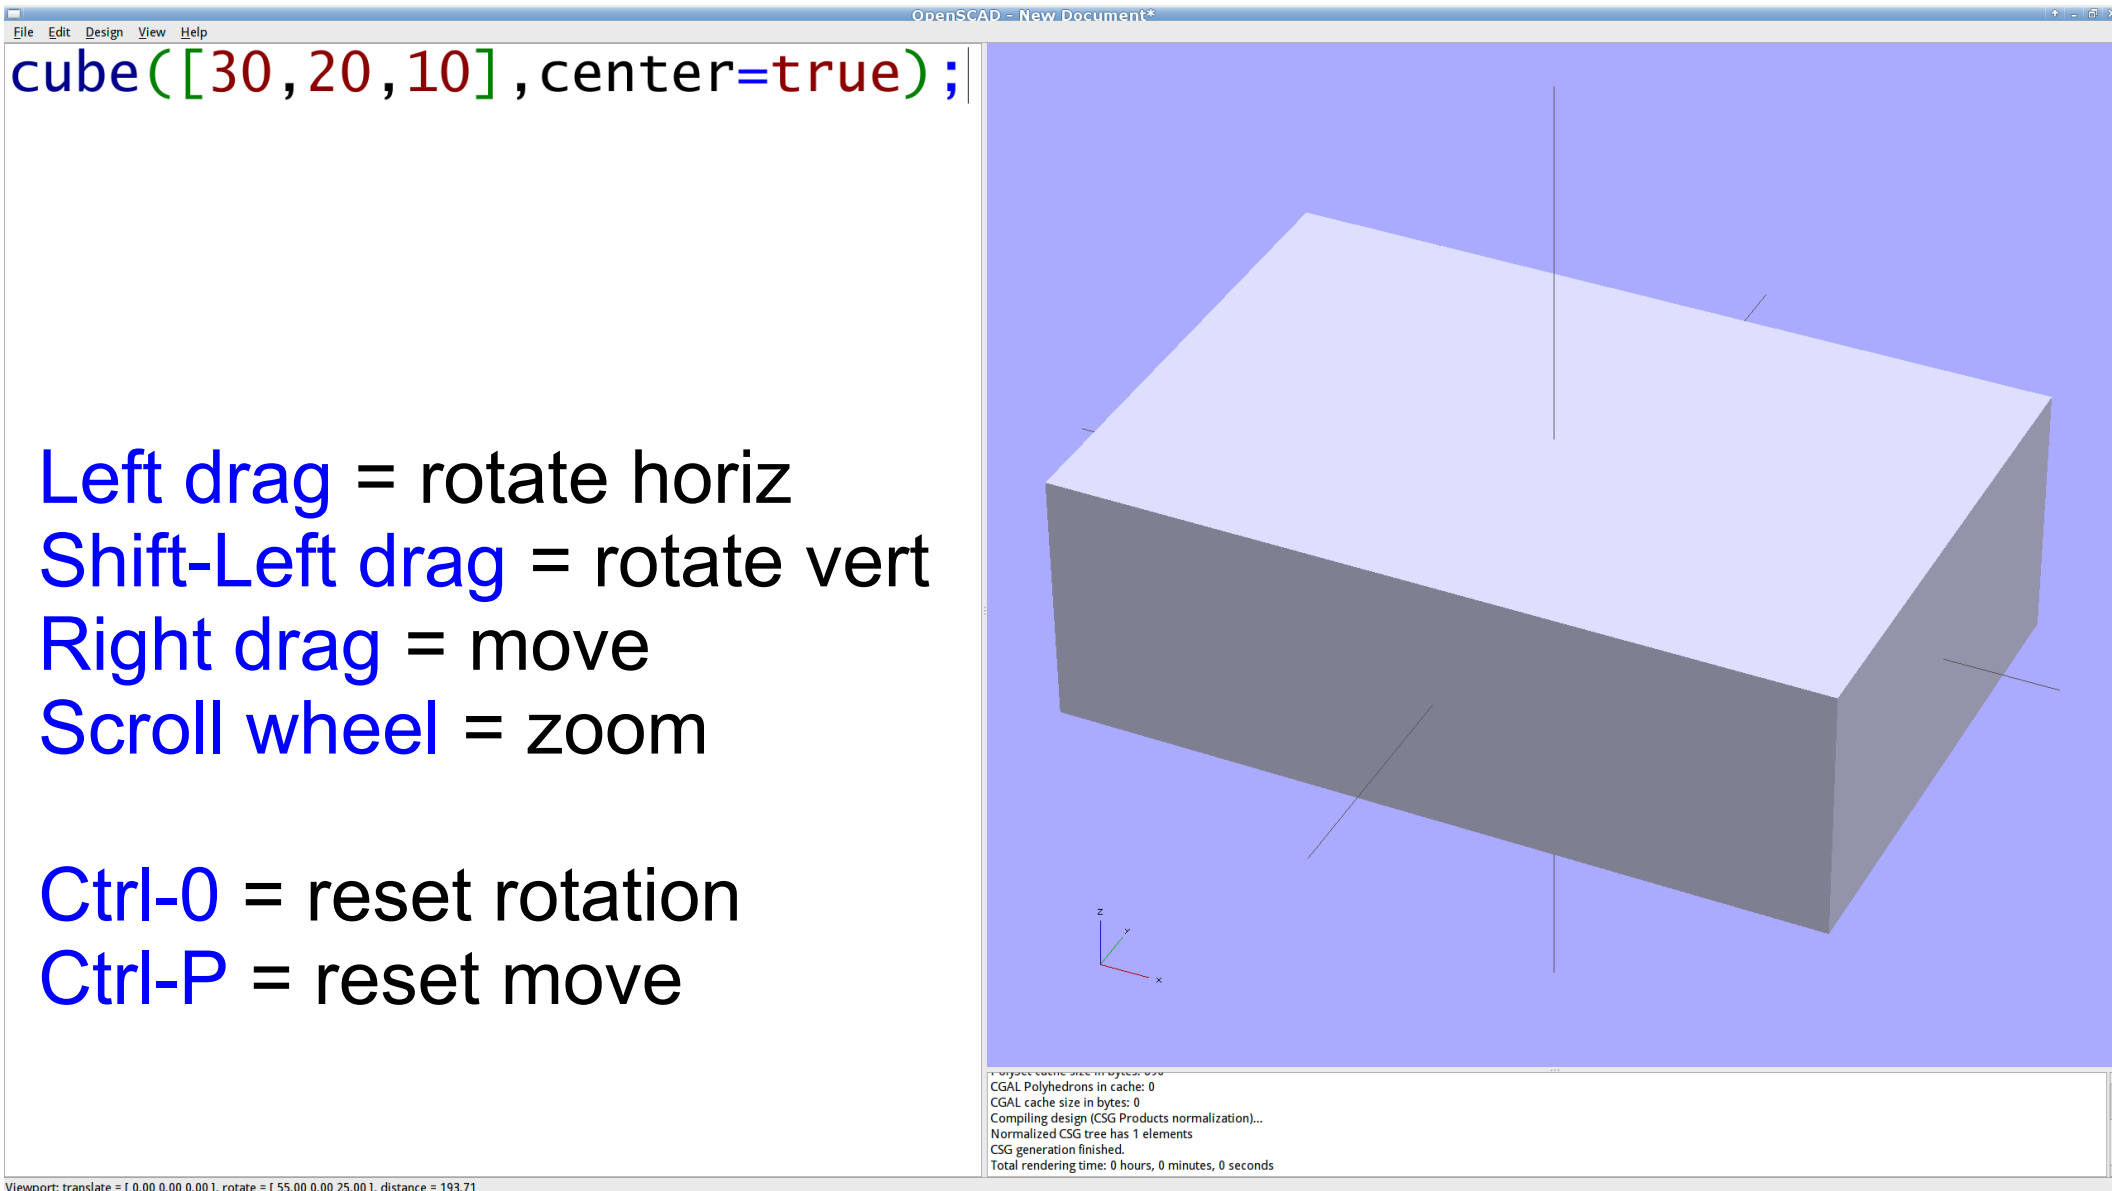 OpenSCAD - New Document*
File Edit Design View Help
cube([30,20,10],center=true);
Left drag = rotate horiz
Shift-Left drag = rotate vert
Right drag = move
Scroll wheel = zoom
Ctrl-0 = reset rotation
Ctrl-P = reset move
z
y
x
CGAL Polyhedrons in cache: 0
CGAL cache size in bytes: 0
Compiling design (CSG Products normalization)...
Normalized CSG tree has 1 elements
CSG generation finished.
Total rendering time: 0 hours, 0 minutes, 0 seconds
Viewport: translate = [ 0.00 0.00 0.00 ], rotate = [ 55.00 0.00 25.00 ], distance = 193.71